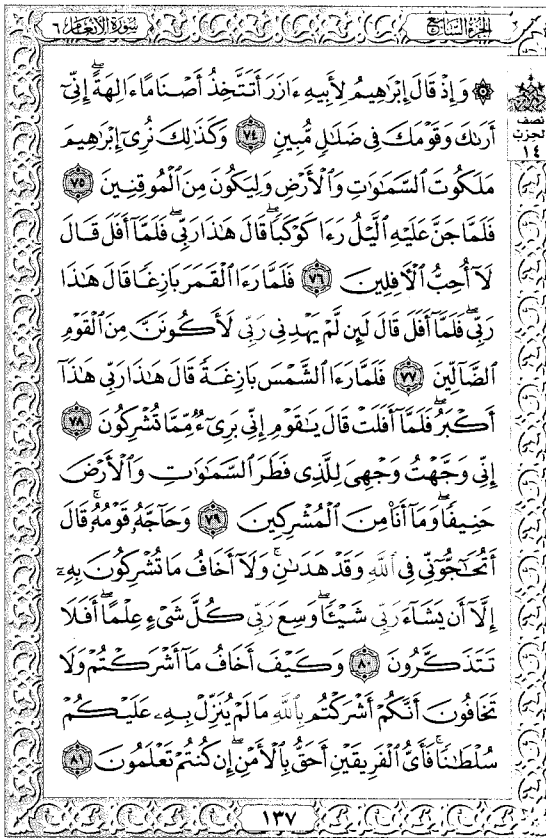 الجزء السابع
سورة الأنعام ٦
۞ وَإِذْ قَالَ إِبْرَٰهِيمُ لِأَبِيهِ ءَازَرَ أَتَتَّخِذُ أَصْنَامًا ءَالِهَةً ۖ إِنِّىٓ
أَرَىٰكَ وَقَوْمَكَ فِى ضَلَٰلٍ مُّبِينٍ ٧٤ وَكَذَٰلِكَ نُرِىٓ إِبْرَٰهِيمَ
مَلَكُوتَ ٱلسَّمَٰوَٰتِ وَٱلْأَرْضِ وَلِيَكُونَ مِنَ ٱلْمُوقِنِينَ ٧٥
فَلَمَّا جَنَّ عَلَيْهِ ٱلَّيْلُ رَءَا كَوْكَبًا ۖ قَالَ هَٰذَا رَبِّى ۖ فَلَمَّآ أَفَلَ قَالَ
لَآ أُحِبُّ ٱلْـَٔافِلِينَ ٧٦ فَلَمَّا رَءَا ٱلْقَمَرَ بَازِغًا قَالَ هَٰذَا
رَبِّى ۖ فَلَمَّآ أَفَلَ قَالَ لَئِن لَّمْ يَهْدِنِى رَبِّى لَأَكُونَنَّ مِنَ ٱلْقَوْمِ
ٱلضَّآلِّينَ ٧٧ فَلَمَّا رَءَا ٱلشَّمْسَ بَازِغَةً قَالَ هَٰذَا رَبِّى هَٰذَآ
أَكْبَرُ ۖ فَلَمَّآ أَفَلَتْ قَالَ يَٰقَوْمِ إِنِّى بَرِىٓءٌ مِّمَّا تُشْرِكُونَ ٧٨
إِنِّى وَجَّهْتُ وَجْهِىَ لِلَّذِى فَطَرَ ٱلسَّمَٰوَٰتِ وَٱلْأَرْضَ
حَنِيفًا ۖ وَمَآ أَنَا۠ مِنَ ٱلْمُشْرِكِينَ ٧٩ وَحَآجَّهُۥ قَوْمُهُۥ ۚ قَالَ
أَتُحَٰٓجُّوٓنِّى فِى ٱللَّهِ وَقَدْ هَدَىٰنِ ۚ وَلَآ أَخَافُ مَا تُشْرِكُونَ بِهِۦٓ
إِلَّآ أَن يَشَآءَ رَبِّى شَيْـًٔا ۗ وَسِعَ رَبِّى كُلَّ شَىْءٍ عِلْمًا ۗ أَفَلَا
تَتَذَكَّرُونَ ٨٠ وَكَيْفَ أَخَافُ مَآ أَشْرَكْتُمْ وَلَا
تَخَافُونَ أَنَّكُمْ أَشْرَكْتُم بِٱللَّهِ مَا لَمْ يُنَزِّلْ بِهِۦ عَلَيْكُمْ
سُلْطَٰنًا ۚ فَأَىُّ ٱلْفَرِيقَيْنِ أَحَقُّ بِٱلْأَمْنِ ۖ إِن كُنتُمْ تَعْلَمُونَ ٨١
نصف
الحزب
١٤
١٣٧